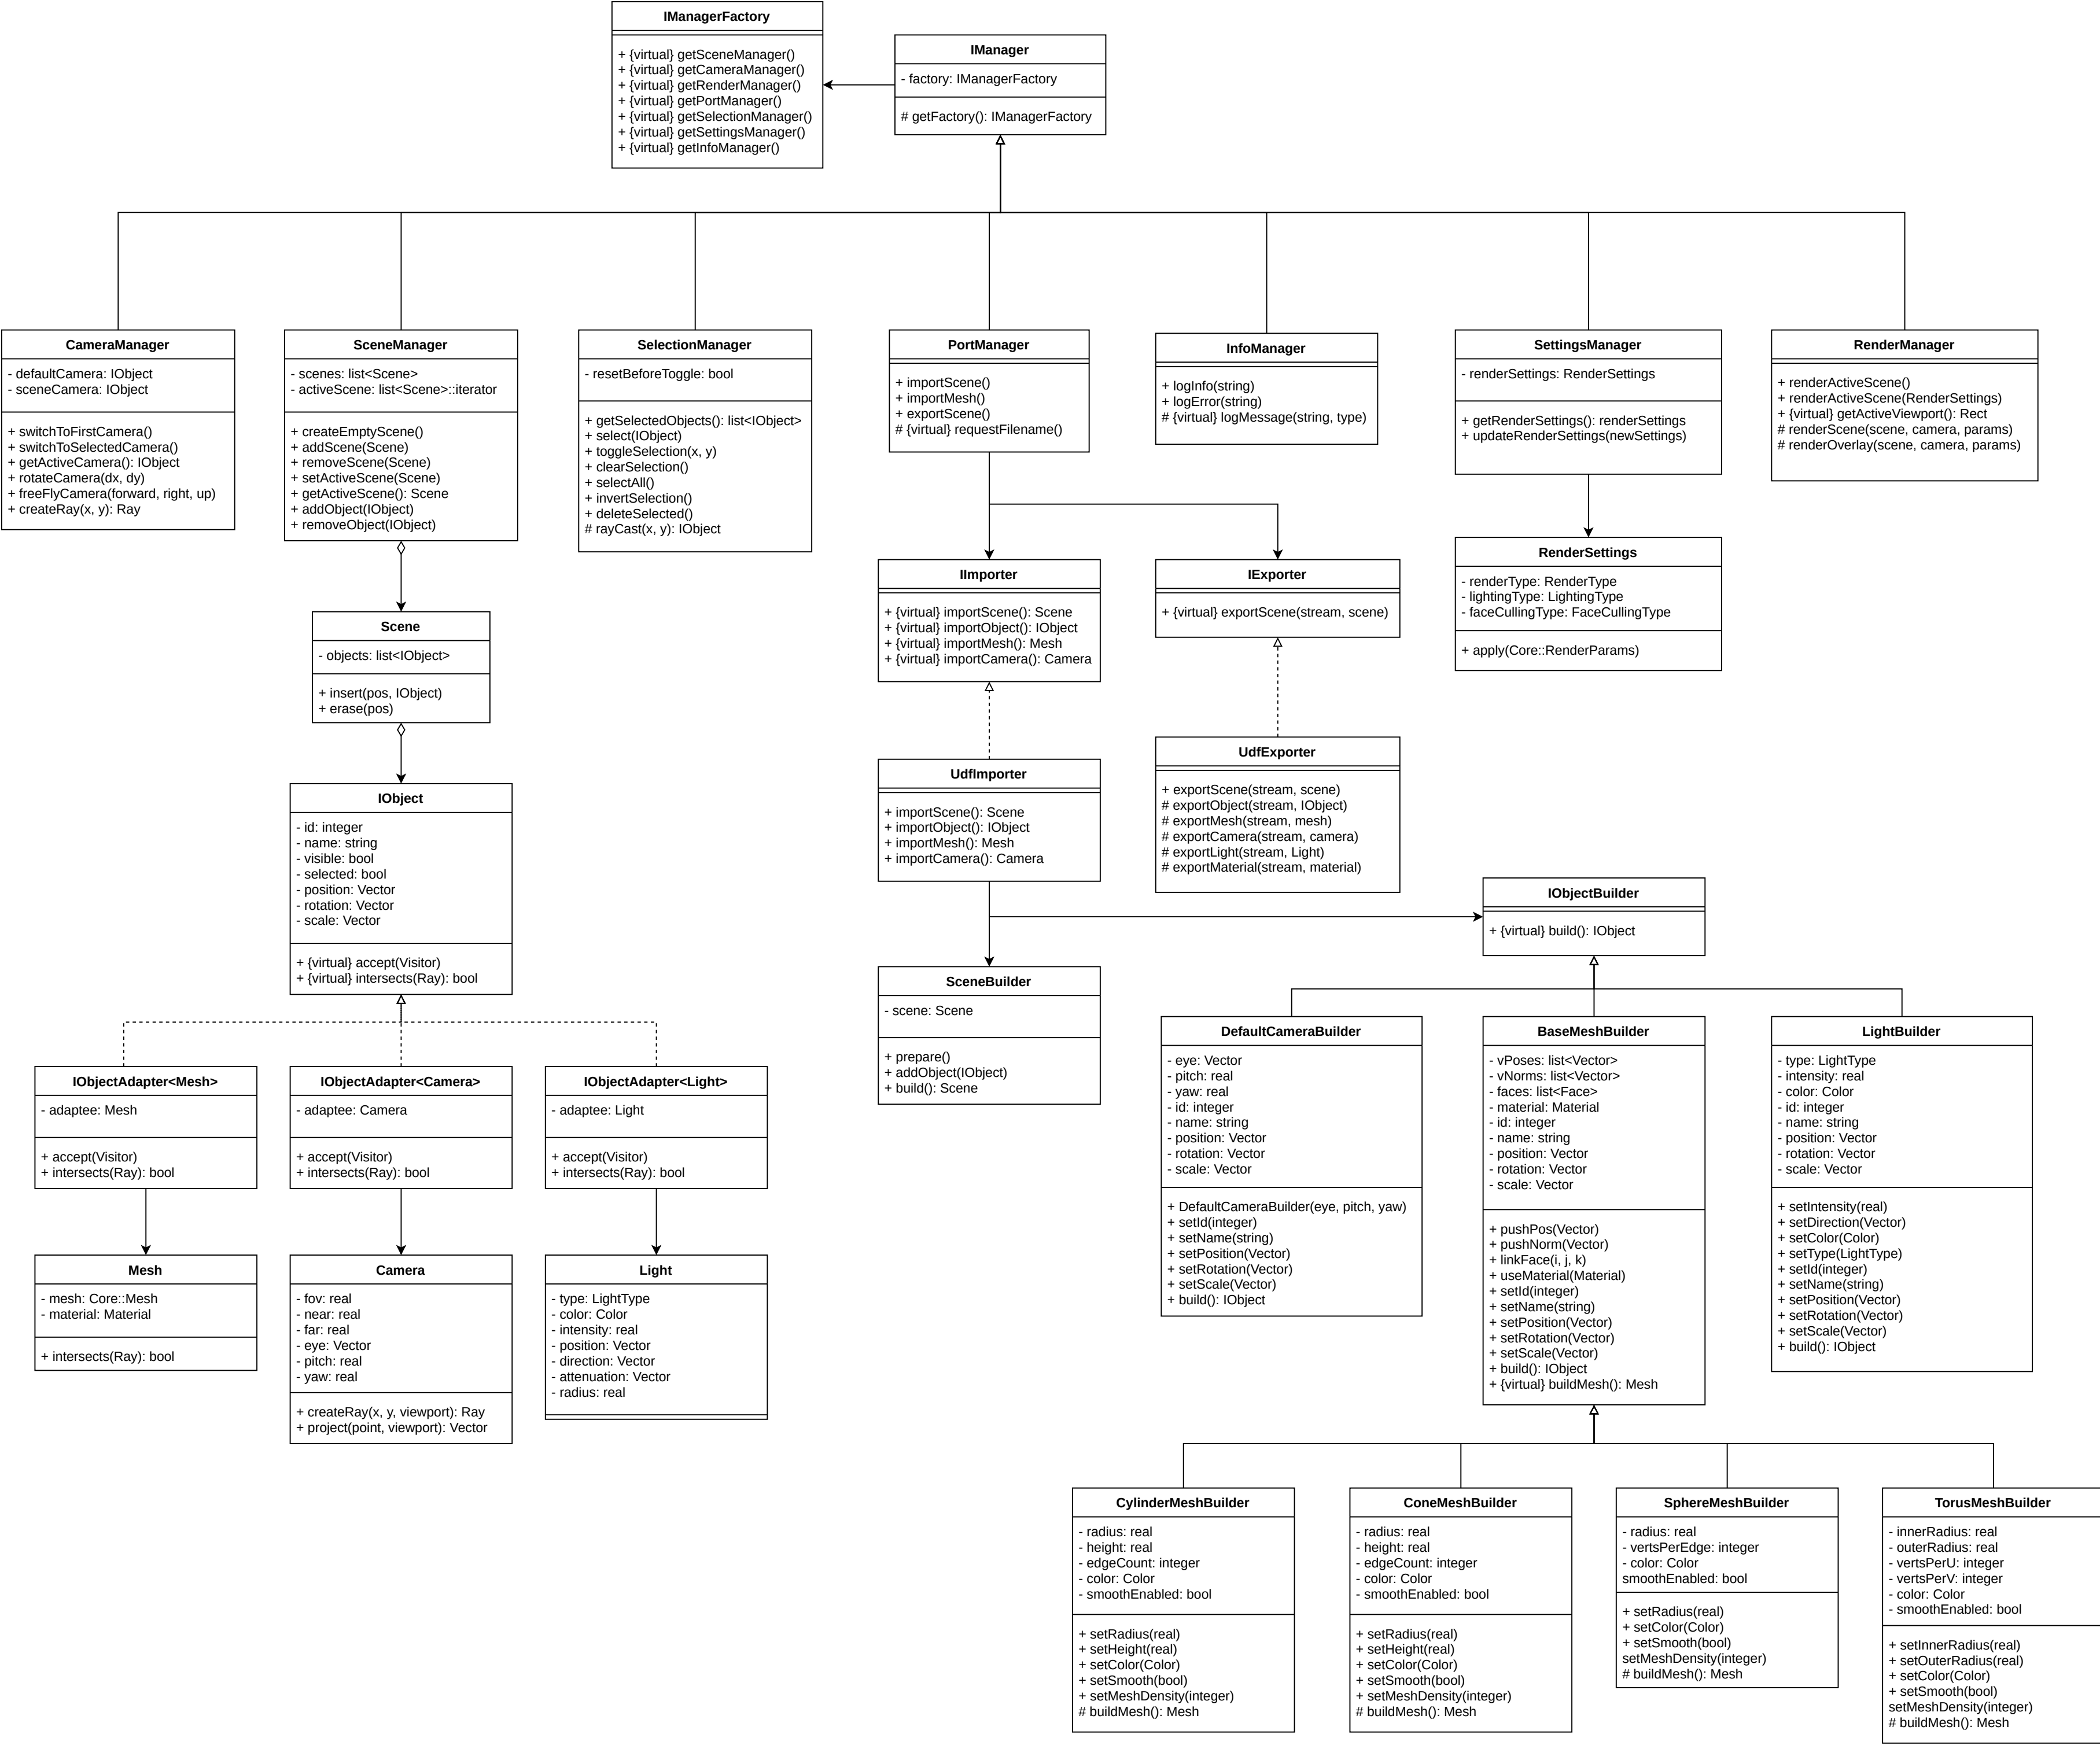 IManagerFactory
+ {virtual} getSceneManager()
+ {virtual} getCameraManager()
+ {virtual} getRenderManager()
+ {virtual} getPortManager()
+ {virtual} getSelectionManager()
+ {virtual} getSettingsManager()
+ {virtual} getInfoManager()
IManager
- factory: IManagerFactory
# getFactory(): IManagerFactory
CameraManager
- defaultCamera: IObject
- sceneCamera: IObject
+ switchToFirstCamera()
+ switchToSelectedCamera()
+ getActiveCamera(): IObject
+ rotateCamera(dx, dy)
+ freeFlyCamera(forward, right, up)
+ createRay(x, y): Ray
SceneManager
- scenes: list<Scene>
- activeScene: list<Scene>::iterator
+ createEmptyScene()
+ addScene(Scene)
+ removeScene(Scene)
+ setActiveScene(Scene)
+ getActiveScene(): Scene
+ addObject(IObject)
+ removeObject(IObject)
SelectionManager
- resetBeforeToggle: bool
+ getSelectedObjects(): list<IObject>
+ select(IObject)
+ toggleSelection(x, y)
+ clearSelection()
+ selectAll()
+ invertSelection()
+ deleteSelected()
# rayCast(x, y): IObject
PortManager
+ importScene()
+ importMesh()
+ exportScene()
# {virtual} requestFilename()
InfoManager
+ logInfo(string)
+ logError(string)
# {virtual} logMessage(string, type)
SettingsManager
- renderSettings: RenderSettings
+ getRenderSettings(): renderSettings
+ updateRenderSettings(newSettings)
RenderManager
+ renderActiveScene()
+ renderActiveScene(RenderSettings)
+ {virtual} getActiveViewport(): Rect
# renderScene(scene, camera, params)
# renderOverlay(scene, camera, params)
Scene
- objects: list<IObject>
+ insert(pos, IObject)
+ erase(pos)
IImporter
+ {virtual} importScene(): Scene
+ {virtual} importObject(): IObject
+ {virtual} importMesh(): Mesh
+ {virtual} importCamera(): Camera
IExporter
+ {virtual} exportScene(stream, scene)
RenderSettings
- renderType: RenderType
- lightingType: LightingType
- faceCullingType: FaceCullingType
+ apply(Core::RenderParams)
IObject
- id: integer
- name: string
- visible: bool
- selected: bool
- position: Vector
- rotation: Vector
- scale: Vector
+ {virtual} accept(Visitor)
+ {virtual} intersects(Ray): bool
UdfImporter
+ importScene(): Scene
+ importObject(): IObject
+ importMesh(): Mesh
+ importCamera(): Camera
UdfExporter
+ exportScene(stream, scene)
# exportObject(stream, IObject)
# exportMesh(stream, mesh)
# exportCamera(stream, camera)
# exportLight(stream, Light)
# exportMaterial(stream, material)
IObjectBuilder
+ {virtual} build(): IObject
SceneBuilder
- scene: Scene
+ prepare()
+ addObject(IObject)
+ build(): Scene
IObjectAdapter<Mesh>
- adaptee: Mesh
+ accept(Visitor)
+ intersects(Ray): bool
IObjectAdapter<Camera>
- adaptee: Camera
+ accept(Visitor)
+ intersects(Ray): bool
IObjectAdapter<Light>
- adaptee: Light
+ accept(Visitor)
+ intersects(Ray): bool
DefaultCameraBuilder
- eye: Vector
- pitch: real
- yaw: real
- id: integer
- name: string
- position: Vector
- rotation: Vector
- scale: Vector
+ DefaultCameraBuilder(eye, pitch, yaw)
+ setId(integer)
+ setName(string)
+ setPosition(Vector)
+ setRotation(Vector)
+ setScale(Vector)
+ build(): IObject
BaseMeshBuilder
- vPoses: list<Vector>
- vNorms: list<Vector>
- faces: list<Face>
- material: Material
- id: integer
- name: string
- position: Vector
- rotation: Vector
- scale: Vector
+ pushPos(Vector)
+ pushNorm(Vector)
+ linkFace(i, j, k)
+ useMaterial(Material)
+ setId(integer)
+ setName(string)
+ setPosition(Vector)
+ setRotation(Vector)
+ setScale(Vector)
+ build(): IObject
+ {virtual} buildMesh(): Mesh
LightBuilder
- type: LightType
- intensity: real
- color: Color
- id: integer
- name: string
- position: Vector
- rotation: Vector
- scale: Vector
+ setIntensity(real)
+ setDirection(Vector)
+ setColor(Color)
+ setType(LightType)
+ setId(integer)
+ setName(string)
+ setPosition(Vector)
+ setRotation(Vector)
+ setScale(Vector)
+ build(): IObject
Mesh
- mesh: Core::Mesh
- material: Material
+ intersects(Ray): bool
Camera
- fov: real
- near: real
- far: real
- eye: Vector
- pitch: real
- yaw: real
+ createRay(x, y, viewport): Ray
+ project(point, viewport): Vector
Light
- type: LightType
- color: Color
- intensity: real
- position: Vector
- direction: Vector
- attenuation: Vector
- radius: real
CylinderMeshBuilder
- radius: real
- height: real
- edgeCount: integer
- color: Color
- smoothEnabled: bool
+ setRadius(real)
+ setHeight(real)
+ setColor(Color)
+ setSmooth(bool)
+ setMeshDensity(integer)
# buildMesh(): Mesh
ConeMeshBuilder
- radius: real
- height: real
- edgeCount: integer
- color: Color
- smoothEnabled: bool
+ setRadius(real)
+ setHeight(real)
+ setColor(Color)
+ setSmooth(bool)
+ setMeshDensity(integer)
# buildMesh(): Mesh
SphereMeshBuilder
- radius: real
- vertsPerEdge: integer
- color: Color
smoothEnabled: bool
+ setRadius(real)
+ setColor(Color)
+ setSmooth(bool)
setMeshDensity(integer)
# buildMesh(): Mesh
TorusMeshBuilder
- innerRadius: real
- outerRadius: real
- vertsPerU: integer
- vertsPerV: integer
- color: Color
- smoothEnabled: bool
+ setInnerRadius(real)
+ setOuterRadius(real)
+ setColor(Color)
+ setSmooth(bool)
setMeshDensity(integer)
# buildMesh(): Mesh